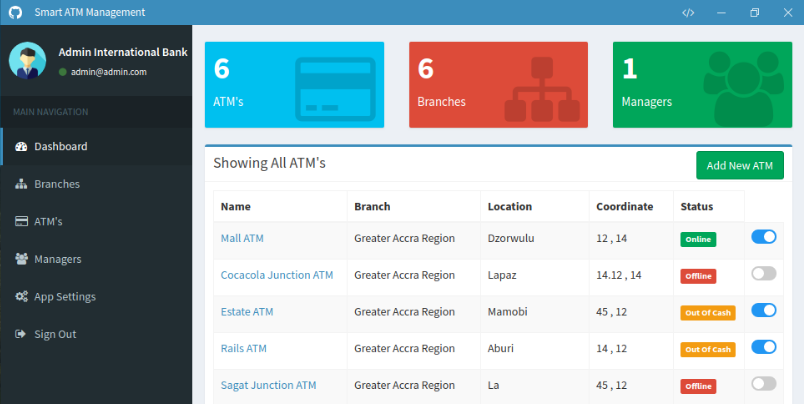 Smart ATM Management
Admin International Bank
admin@admin.com
MAIN NAVIGATION
Dashboard
Branches
ATM's
Managers
App Settings
Sign Out
6
ATM's
6
Branches
1
Managers
Showing All ATM's
Add New ATM
Name Branch Location Coordinate Status
Mall ATM Greater Accra Region Dzorwulu 12 , 14 Online
Cocacola Junction ATM Greater Accra Region Lapaz 14.12 , 14 Offline
Estate ATM Greater Accra Region Mamobi 45 , 12 Out Of Cash
Rails ATM Greater Accra Region Aburi 14 , 12 Out Of Cash
Sagat Junction ATM Greater Accra Region La 45 , 12 Offline